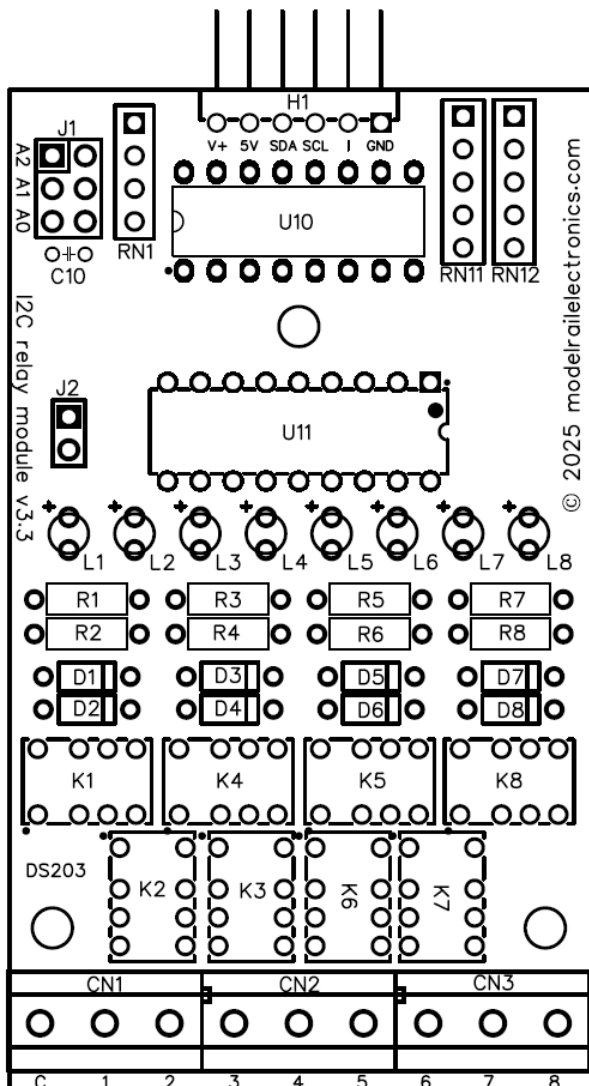 H1
V+ 5V SDA SCL I GND
J1
A2
A1
A0
C10
RN1
U10
RN11 RN12
I2C relay module v3.3
© 2025 modelrailelectronics.com
J2
U11
+ + + + + + + +
L1 L2 L3 L4 L5 L6 L7 L8
R1 R3 R5 R7
R2 R4 R6 R8
D1 D3 D5 D7
D2 D4 D6 D8
K1 K4 K5 K8
DS203
K2 K3 K6 K7
CN1 CN2 CN3
C 1 2 3 4 5 6 7 8